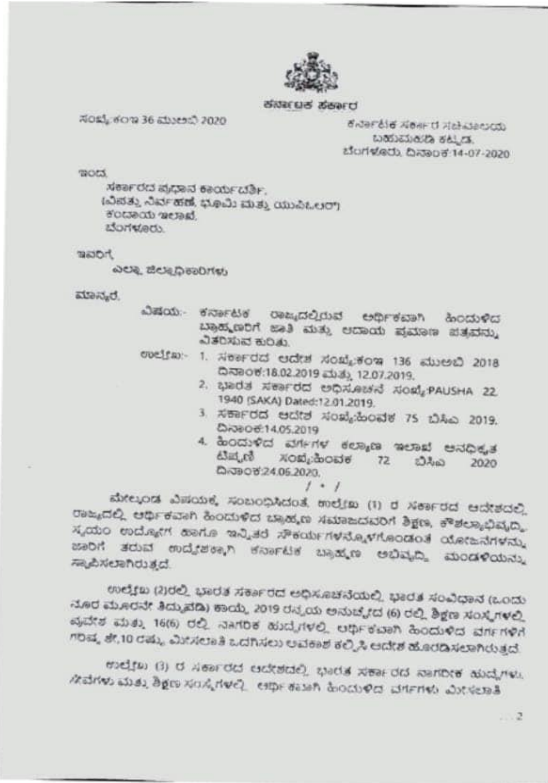 ಕರ್ನಾಟಕ ಸರ್ಕಾರ
ಸಂಖ್ಯೆ:ಕಂಇ 36 ಮುಅಬಿ 2020
ಕರ್ನಾಟಕ ಸರ್ಕಾರ ಸಚಿವಾಲಯ
ಬಹುಮಹಡಿ ಕಟ್ಟಡ,
ಬೆಂಗಳೂರು, ದಿನಾಂಕ:14-07-2020
ಇಂದ,
ಸರ್ಕಾರದ ಪ್ರಧಾನ ಕಾರ್ಯದರ್ಶಿ,
(ವಿಪತ್ತು ನಿರ್ವಹಣೆ, ಭೂಮಿ ಮತ್ತು ಯುಪಿಓಆರ್)
ಕಂದಾಯ ಇಲಾಖೆ,
ಬೆಂಗಳೂರು.
ಇವರಿಗೆ,
ಎಲ್ಲಾ ಜಿಲ್ಲಾಧಿಕಾರಿಗಳು
ಮಾನ್ಯರೆ,
ವಿಷಯ:- ಕರ್ನಾಟಕ ರಾಜ್ಯದಲ್ಲಿರುವ ಆರ್ಥಿಕವಾಗಿ ಹಿಂದುಳಿದ
ಬ್ರಾಹ್ಮಣರಿಗೆ ಜಾತಿ ಮತ್ತು ಆದಾಯ ಪ್ರಮಾಣ ಪತ್ರವನ್ನು
ವಿತರಿಸುವ ಕುರಿತು.
ಉಲ್ಲೇಖ:- 1. ಸರ್ಕಾರದ ಆದೇಶ ಸಂಖ್ಯೆ:ಕಂಇ 136 ಮುಅಬಿ 2018
ದಿನಾಂಕ:18.02.2019 ಮತ್ತು 12.07.2019.
2. ಭಾರತ ಸರ್ಕಾರದ ಅಧಿಸೂಚನೆ ಸಂಖ್ಯೆ:PAUSHA 22,
1940 (SAKA) Dated:12.01.2019.
3. ಸರ್ಕಾರದ ಆದೇಶ ಸಂಖ್ಯೆ:ಹಿಂವಕ 75 ಬಿಸಿಎ 2019,
ದಿನಾಂಕ:14.05.2019
4. ಹಿಂದುಳಿದ ವರ್ಗಗಳ ಕಲ್ಯಾಣ ಇಲಾಖೆ ಅನಧಿಕೃತ
ಟಿಪ್ಪಣಿ ಸಂಖ್ಯೆ:ಹಿಂವಕ 72 ಬಿಸಿಎ 2020
ದಿನಾಂಕ:24.06.2020.
/ * /
ಮೇಲ್ಕಂಡ ವಿಷಯಕ್ಕೆ ಸಂಬಂಧಿಸಿದಂತೆ, ಉಲ್ಲೇಖ (1) ರ ಸರ್ಕಾರದ ಆದೇಶದಲ್ಲಿ
ರಾಜ್ಯದಲ್ಲಿ ಆರ್ಥಿಕವಾಗಿ ಹಿಂದುಳಿದ ಬ್ರಾಹ್ಮಣ ಸಮಾಜದವರಿಗೆ ಶಿಕ್ಷಣ, ಕೌಶಲ್ಯಾಭಿವೃದ್ಧಿ,
ಸ್ವಯಂ ಉದ್ಯೋಗ ಹಾಗೂ ಇನ್ನಿತರೆ ಸೌಕರ್ಯಗಳನ್ನೊಳಗೊಂಡಂತೆ ಯೋಜನೆಗಳನ್ನು
ಜಾರಿಗೆ ತರುವ ಉದ್ದೇಶಕ್ಕಾಗಿ ಕರ್ನಾಟಕ ಬ್ರಾಹ್ಮಣ ಅಭಿವೃದ್ಧಿ ಮಂಡಳಿಯನ್ನು
ಸ್ಥಾಪಿಸಲಾಗಿರುತ್ತದೆ.
ಉಲ್ಲೇಖ (2)ರಲ್ಲಿ ಭಾರತ ಸರ್ಕಾರದ ಅಧಿಸೂಚನೆಯಲ್ಲಿ ಭಾರತ ಸಂವಿಧಾನ (ಒಂದು
ನೂರ ಮೂರನೇ ತಿದ್ದುಪಡಿ) ಕಾಯ್ದೆ, 2019 ರನ್ವಯ ಅನುಚ್ಛೇದ (6) ರಲ್ಲಿ ಶಿಕ್ಷಣ ಸಂಸ್ಥೆಗಳಲ್ಲಿ
ಪ್ರವೇಶ ಮತ್ತು 16(6) ರಲ್ಲಿ ನಾಗರಿಕ ಹುದ್ದೆಗಳಲ್ಲಿ ಆರ್ಥಿಕವಾಗಿ ಹಿಂದುಳಿದ ವರ್ಗಗಳಿಗೆ
ಗರಿಷ್ಠ ಶೇ.10 ರಷ್ಟು ಮೀಸಲಾತಿ ಒದಗಿಸಲು ಅವಕಾಶ ಕಲ್ಪಿಸಿ ಆದೇಶ ಹೊರಡಿಸಲಾಗಿರುತ್ತದೆ.
ಉಲ್ಲೇಖ (3) ರ ಸರ್ಕಾರದ ಆದೇಶದಲ್ಲಿ ಭಾರತ ಸರ್ಕಾರದ ನಾಗರೀಕ ಹುದ್ದೆಗಳು,
ಸೇವೆಗಳು ಮತ್ತು ಶಿಕ್ಷಣ ಸಂಸ್ಥೆಗಳಲ್ಲಿ ಆರ್ಥಿಕವಾಗಿ ಹಿಂದುಳಿದ ವರ್ಗಗಳು ಮೀಸಲಾತಿ
...2